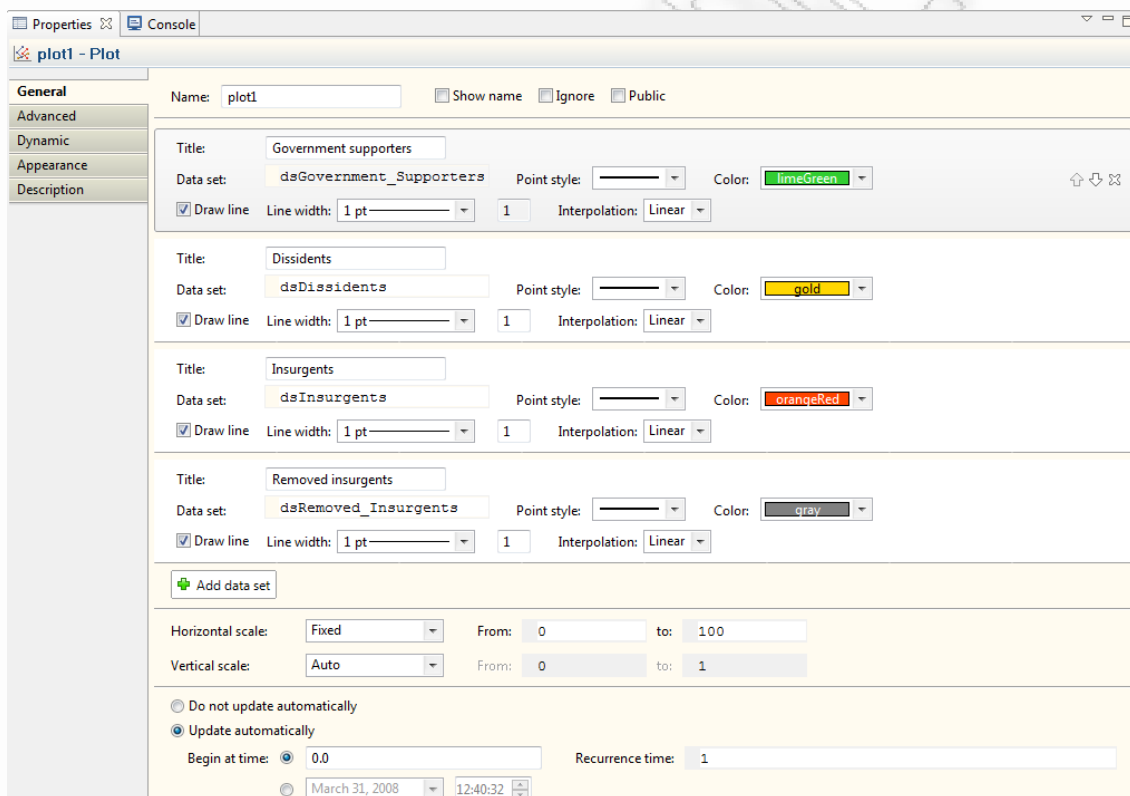 Properties Console
plot1 - Plot
General
Advanced
Dynamic
Appearance
Description
Name: plot1 Show name Ignore Public
Title: Government supporters
Data set: dsGovernment_Supporters Point style: Color: limeGreen
Draw line Line width: 1 pt 1 Interpolation: Linear
Title: Dissidents
Data set: dsDissidents Point style: Color: gold
Draw line Line width: 1 pt 1 Interpolation: Linear
Title: Insurgents
Data set: dsInsurgents Point style: Color: orangeRed
Draw line Line width: 1 pt 1 Interpolation: Linear
Title: Removed insurgents
Data set: dsRemoved_Insurgents Point style: Color: gray
Draw line Line width: 1 pt 1 Interpolation: Linear
Add data set
Horizontal scale: Fixed From: 0 to: 100
Vertical scale: Auto From: 0 to: 1
Do not update automatically
Update automatically
Begin at time: 0.0 Recurrence time: 1
March 31, 2008 12:40:32